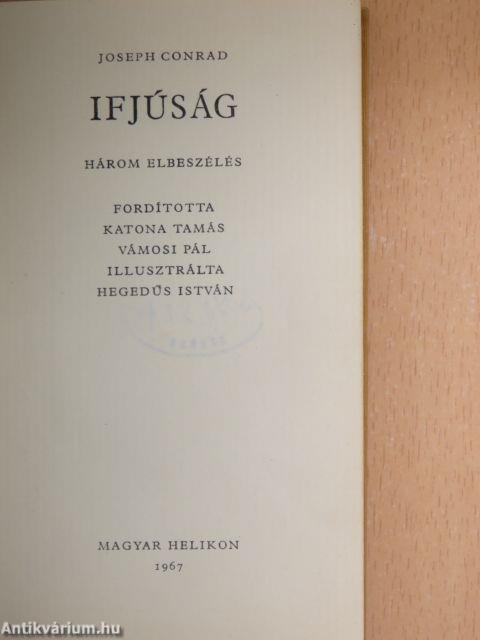 JOSEPH CONRAD
IFJÚSÁG
HÁROM ELBESZÉLÉS
FORDÍTOTTA
KATONA TAMÁS
VÁMOSI PÁL
ILLUSZTRÁLTA
HEGEDŰS ISTVÁN
MAGYAR HELIKON
1967
Antikvárium.hu